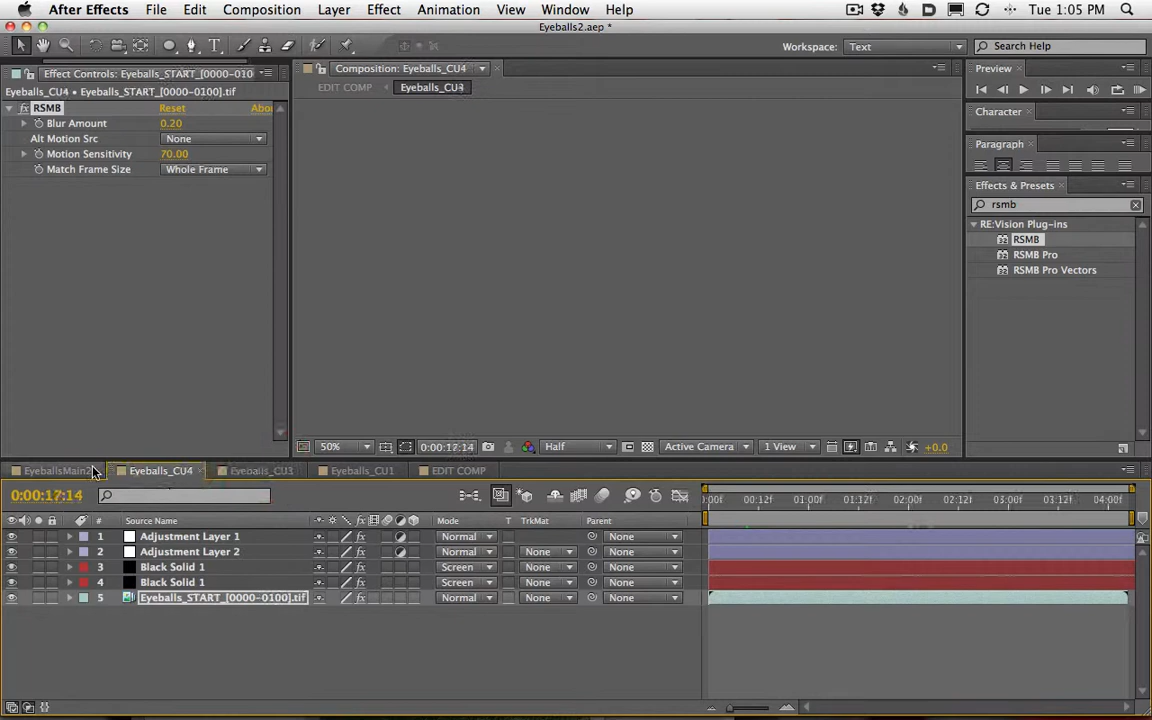 After Effects File Edit Composition Layer Effect Animation View Window Help Tue 1:05 PM
Eyeballs2.aep *
Workspace: Text Search Help
Effect Controls: Eyeballs_START_[0000-010 Composition: Eyeballs_CU4 Preview
Eyeballs_CU4 • Eyeballs_START_[0000-0100].tif EDIT COMP Eyeballs_CU4
RSMB Reset Abo Character
Blur Amount 0.20
Alt Motion Src None Paragraph
Motion Sensitivity 70.00
Match Frame Size Whole Frame
Effects & Presets
rsmb
RE:Vision Plug-ins
RSMB
RSMB Pro
RSMB Pro Vectors
50% 0:00:17:14 Half Active Camera 1 View +0.0
EyeballsMain2 Eyeballs_CU4 Eyeballs_CU3 Eyeballs_CU1 EDIT COMP
0:00:17:14
):00f 00:12f 01:00f 01:12f 02:00f 02:12f 03:00f 03:12f 04:00f
# Source Name Mode T TrkMat Parent
1 Adjustment Layer 1 Normal None
2 Adjustment Layer 2 Normal None None
3 Black Solid 1 Screen None None
4 Black Solid 1 Screen None None
5 Eyeballs_START_[0000-0100].tif Normal None None